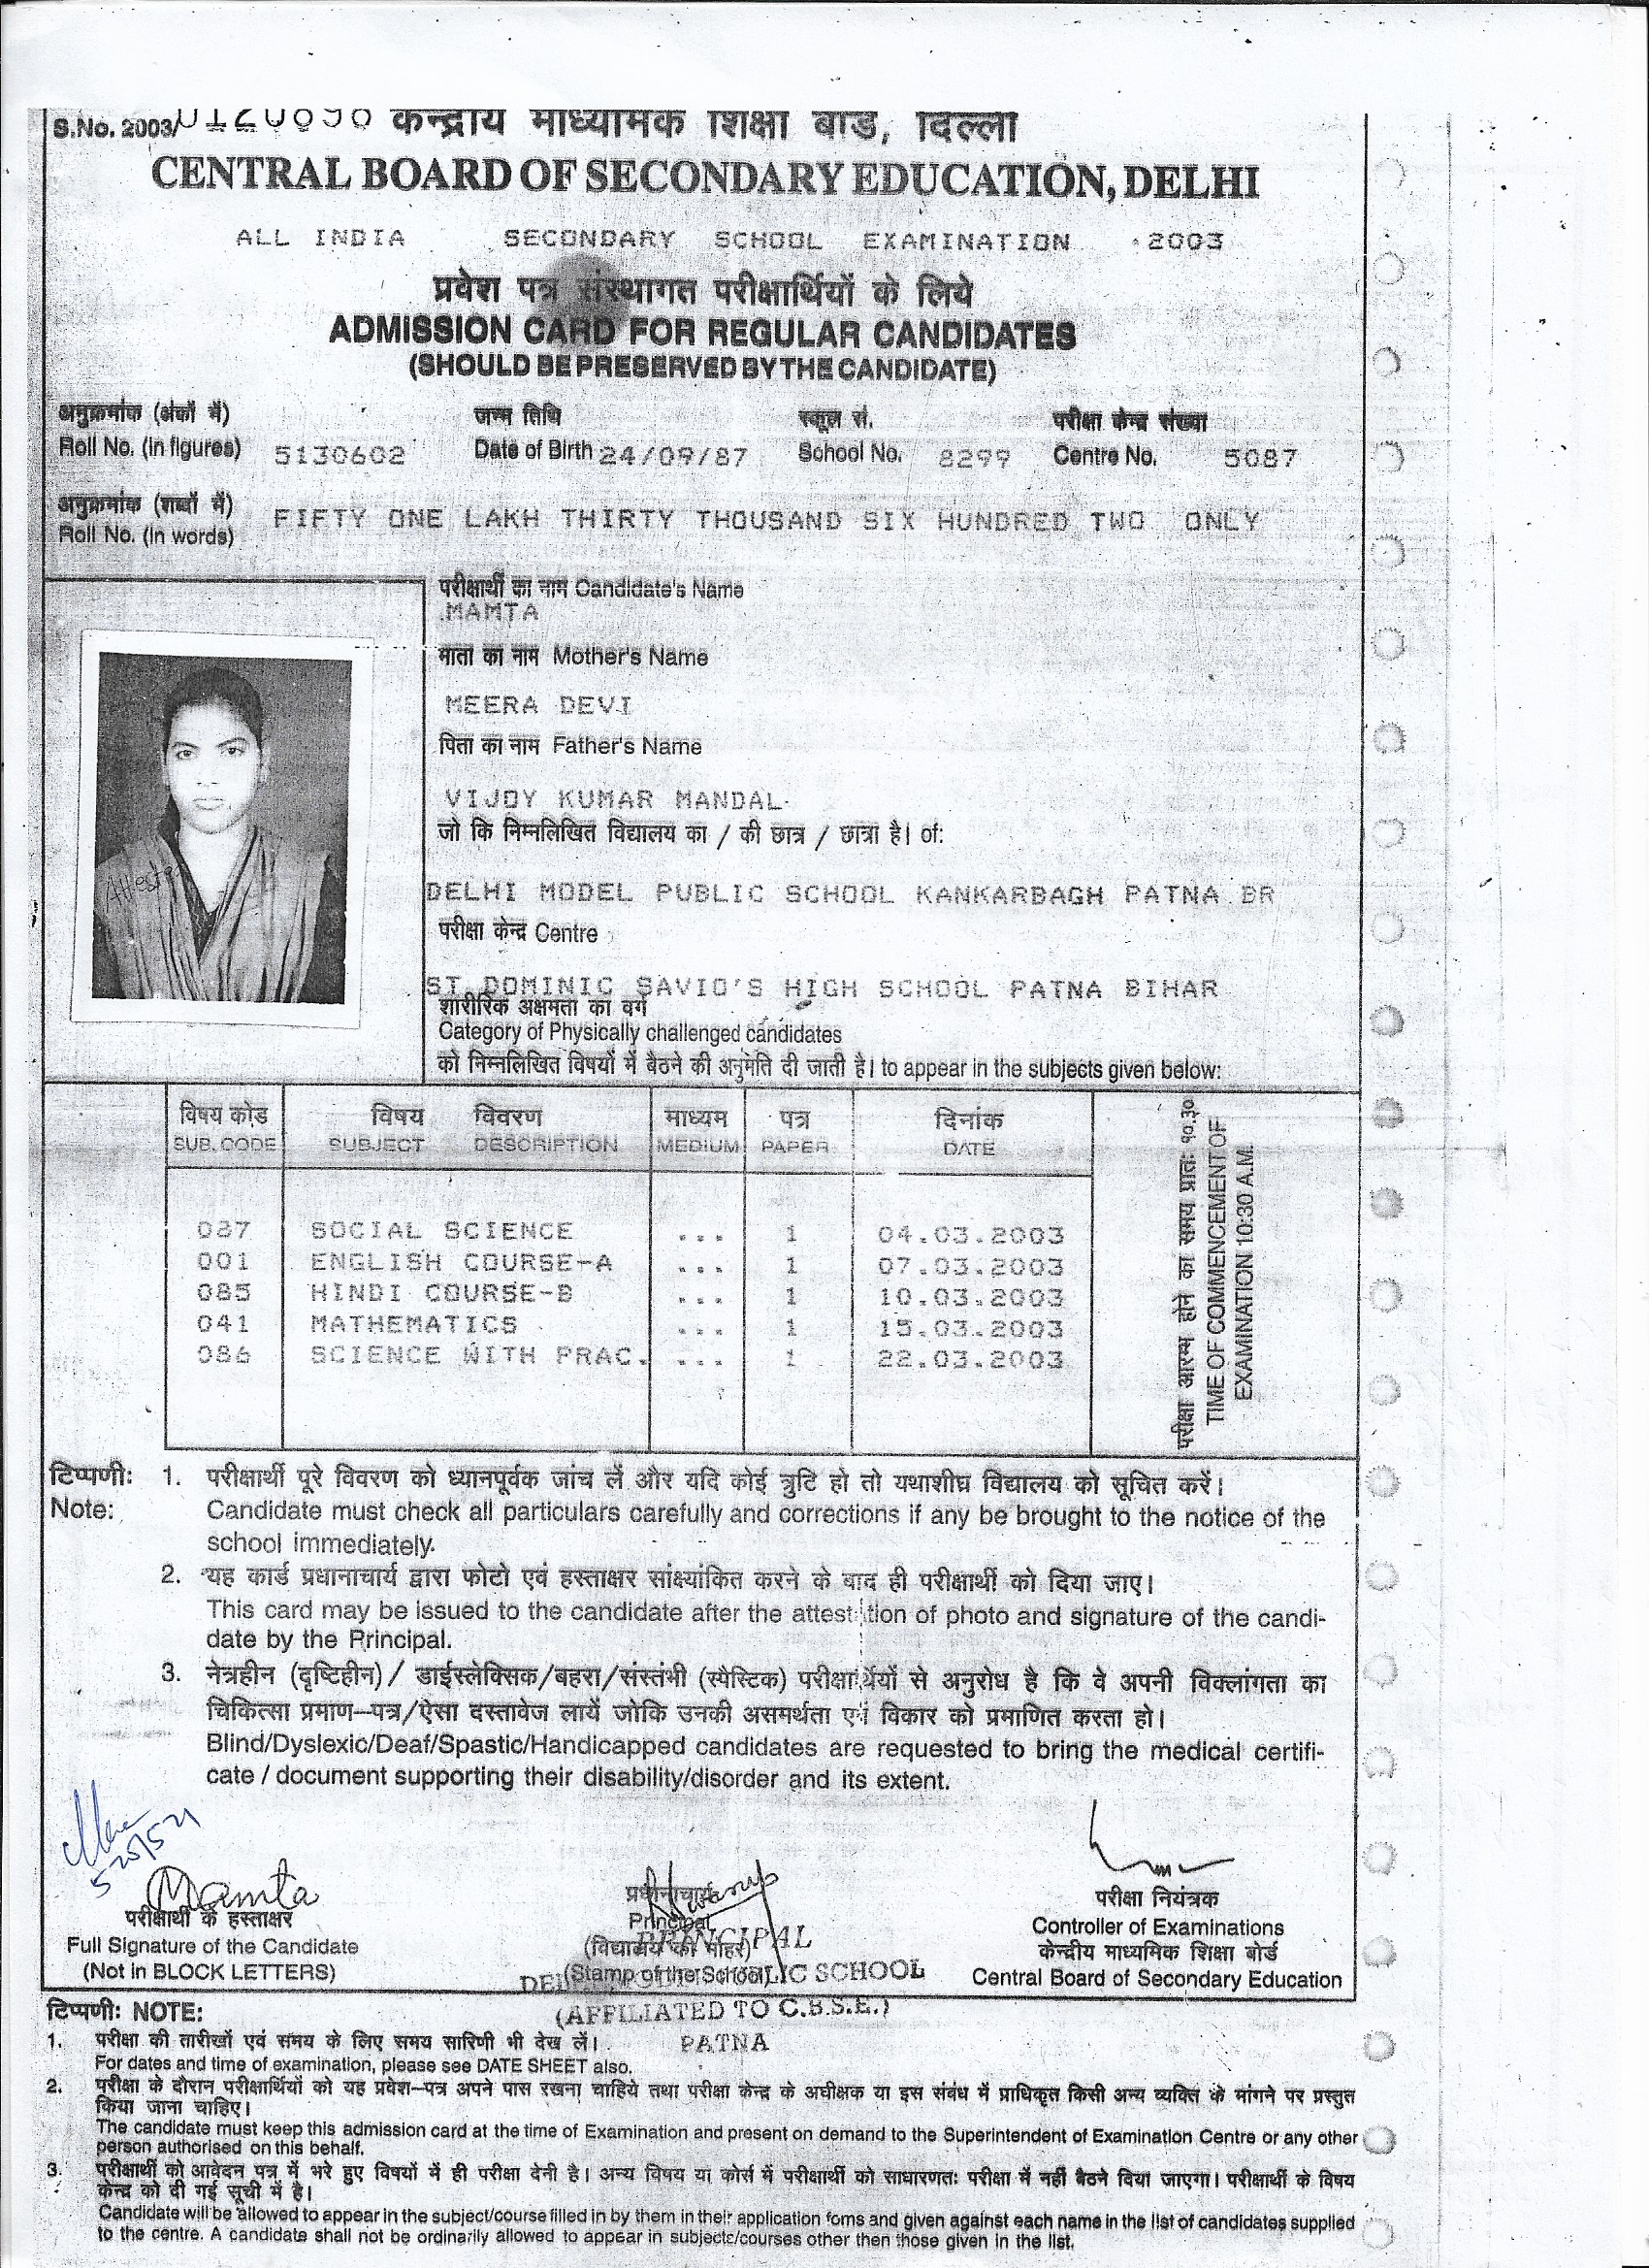 S.No. 2003/
केन्द्रीय माध्यमिक शिक्षा बोर्ड, दिल्ली
CENTRAL BOARD OF SECONDARY EDUCATION, DELHI
ALL INDIA SECONDARY SCHOOL EXAMINATION 2003
प्रवेश पत्र संस्थागत परीक्षार्थियों के लिये
ADMISSION CARD FOR REGULAR CANDIDATES
(SHOULD BE PRESERVED BY THE CANDIDATE)
अनुक्रमांक (अंकों में) जन्म तिथि स्कूल सं. परीक्षा केन्द्र संख्या
Roll No. (in figures) 5130602 Date of Birth 24/09/87 School No. 8299 Centre No. 5087
अनुक्रमांक (शब्दों में)
Roll No. (in words) FIFTY ONE LAKH THIRTY THOUSAND SIX HUNDRED TWO ONLY
परीक्षार्थी का नाम Candidate's Name
MAMTA
माता का नाम Mother's Name
MEERA DEVI
पिता का नाम Father's Name
VIJOY KUMAR MANDAL
जो कि निम्नलिखित विद्यालय का / की छात्र / छात्रा है। of:
DELHI MODEL PUBLIC SCHOOL KANKARBAGH PATNA BR
परीक्षा केन्द्र Centre
ST DOMINIC SAVIO'S HIGH SCHOOL PATNA BIHAR
शारीरिक अक्षमता का वर्ग
Category of Physically challenged candidates
को निम्नलिखित विषयों में बैठने की अनुमति दी जाती है। to appear in the subjects given below:
विषय कोड विषय विवरण माध्यम पत्र दिनांक
SUB. CODE SUBJECT DESCRIPTION MEDIUM PAPER DATE
087 SOCIAL SCIENCE ... 1 04.03.2003
001 ENGLISH COURSE-A ... 1 07.03.2003
085 HINDI COURSE-B ... 1 10.03.2003
041 MATHEMATICS ... 1 15.03.2003
086 SCIENCE WITH PRAC. ... 1 22.03.2003
परीक्षा आरम्भ होने का समय प्रातः १०.३०
TIME OF COMMENCEMENT OF
EXAMINATION 10:30 A.M.
Attested
टिप्पणीः 1. परीक्षार्थी पूरे विवरण को ध्यानपूर्वक जांच लें और यदि कोई त्रुटि हो तो यथाशीघ्र विद्यालय को सूचित करें।
Note: Candidate must check all particulars carefully and corrections if any be brought to the notice of the
school immediately.
2. यह कार्ड प्रधानाचार्य द्वारा फोटो एवं हस्ताक्षर सांक्ष्यांकित करने के बाद ही परीक्षार्थी को दिया जाए।
This card may be issued to the candidate after the attestation of photo and signature of the candi-
date by the Principal.
3. नेत्रहीन (दृष्टिहीन)/ डाईस्लेक्सिक/बहरा/संस्तंभी (स्पैस्टिक) परीक्षार्थियों से अनुरोध है कि वे अपनी विक्लांगता का
चिकित्सा प्रमाण–पत्र/ऐसा दस्तावेज लायें जोकि उनकी असमर्थता एवं विकार को प्रमाणित करता हो।
Blind/Dyslexic/Deaf/Spastic/Handicapped candidates are requested to bring the medical certifi-
cate / document supporting their disability/disorder and its extent.
Mamta
परीक्षार्थी के हस्ताक्षर
Full Signature of the Candidate
(Not in BLOCK LETTERS)
प्रधानाचार्य
Principal
(विद्यालय की मोहर)
(Stamp of the School)
PRINCIPAL
PUBLIC SCHOOL
(AFFILIATED TO C.B.S.E.)
PATNA
परीक्षा नियंत्रक
Controller of Examinations
केन्दीय माध्यमिक शिक्षा बोर्ड
Central Board of Secondary Education
टिप्पणीः NOTE:
1. परीक्षा की तारीखों एवं समय के लिए समय सारिणी भी देख लें।
For dates and time of examination, please see DATE SHEET also.
2. परीक्षा के दौरान परीक्षार्थियों को यह प्रवेश–पत्र अपने पास रखना चाहिये तथा परीक्षा केन्द्र के अधीक्षक या इस संबंध में प्राधिकृत किसी अन्य व्यक्ति के मांगने पर प्रस्तुत
किया जाना चाहिए।
The candidate must keep this admission card at the time of Examination and present on demand to the Superintendent of Examination Centre or any other
person authorised on this behalf.
3. परीक्षार्थी को आवेदन पत्र में भरे हुए विषयों में ही परीक्षा देनी है। अन्य विषय या कोर्स में परीक्षार्थी को साधारणतः परीक्षा में नहीं बैठने दिया जाएगा। परीक्षार्थी के विषय
केन्द्र को दी गई सूची में है।
Candidate will be allowed to appear in the subject/course filled in by them in their application foms and given against each name in the list of candidates supplied
to the centre. A candidate shall not be ordinarily allowed to appear in subjects/courses other then those given in the list.